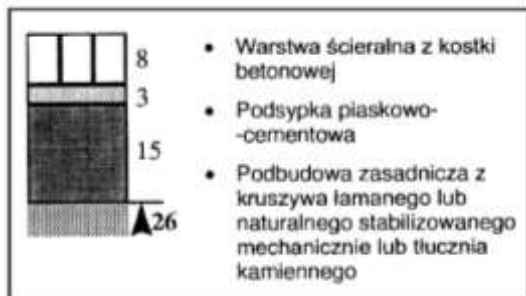 8
3
15
26
• Warstwa ścieralna z kostki
betonowej
• Podsypka piaskowo-
-cementowa
• Podbudowa zasadnicza z
kruszywa łamanego lub
naturalnego stabilizowanego
mechanicznie lub tłucznia
kamiennego